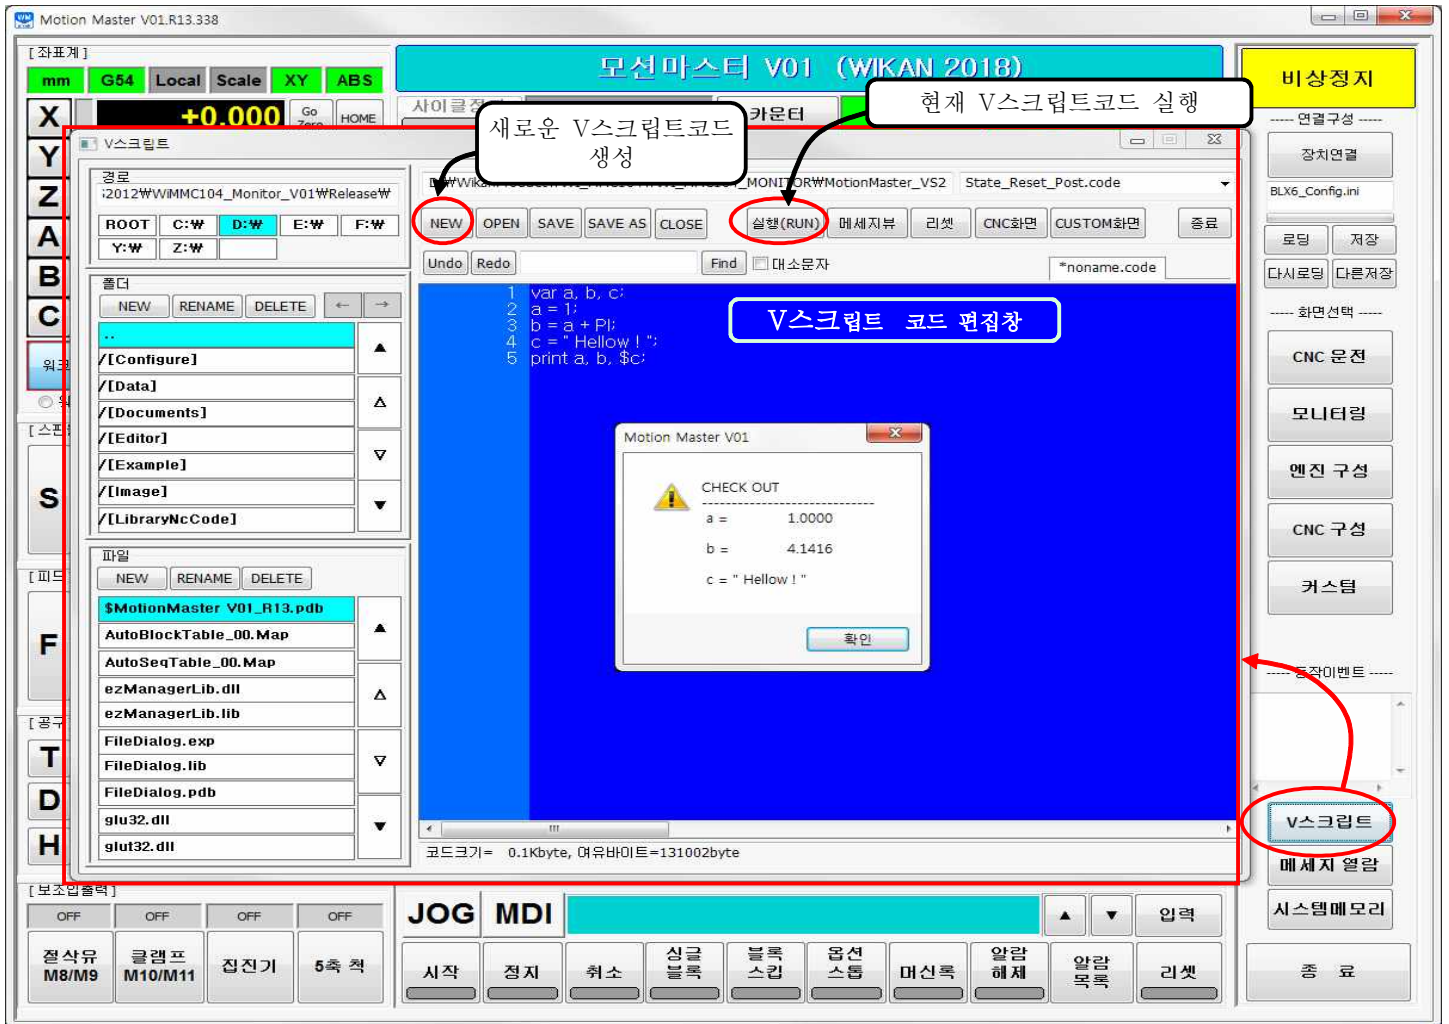 Motion Master V01.R13.338
[좌표계]
mm G54 Local Scale XY ABS
모션마스터 V01 (WIKAN 2018)
비상정지
X +0.000 Go HOME
카운터
현재 V스크립트코드 실행
새로운 V스크립트코드
생성
----- 연결구성 -----
장치연결
BLX6_Config.ini
로딩 저장
다시로딩 다른저장
----- 화면선택 -----
CNC 운전
모니터링
엔진 구성
CNC 구성
커스텀
V스크립트
메세지 열람
시스템메모리
종 료
Y
Z
A
B
C
S
F
T
D
H
V스크립트
경로
i2012₩WiMMC104_Monitor_V01₩Release₩
ROOT C:₩ D:₩ E:₩ F:₩
Y:₩ Z:₩
폴더
NEW RENAME DELETE ← →
..
/[Configure]
/[Data]
/[Documents]
/[Editor]
/[Example]
/[Image]
/[LibraryNcCode]
파일
NEW RENAME DELETE
$MotionMaster V01_R13.pdb
AutoBlockTable_00.Map
AutoSeqTable_00.Map
ezManagerLib.dll
ezManagerLib.lib
FileDialog.exp
FileDialog.lib
FileDialog.pdb
glu32.dll
glut32.dll
_MONITOR₩MotionMaster_VS2 State_Reset_Post.code
NEW OPEN SAVE SAVE AS CLOSE 실행(RUN) 메세지뷰 리셋 CNC화면 CUSTOM화면 종료
Undo Redo Find 대소문자 *noname.code
1 var a, b, c;
2 a = 1;
3 b = a + PI;
4 c = " Hellow ! ";
5 print a, b, $c;
V스크립트 코드 편집창
Motion Master V01
CHECK OUT
----------------------------
a = 1.0000
b = 4.1416
c = " Hellow ! "
확인
코드크기= 0.1Kbyte, 여유바이트=131002byte
[보조입출력]
OFF OFF OFF OFF
절삭유
M8/M9
클램프
M10/M11
집진기
5축 척
JOG MDI ▲ ▼ 입력
시작 정지 취소
싱글
블록
블록
스킵
옵션
스톱
머신록
알람
해제
알람
목록
리셋